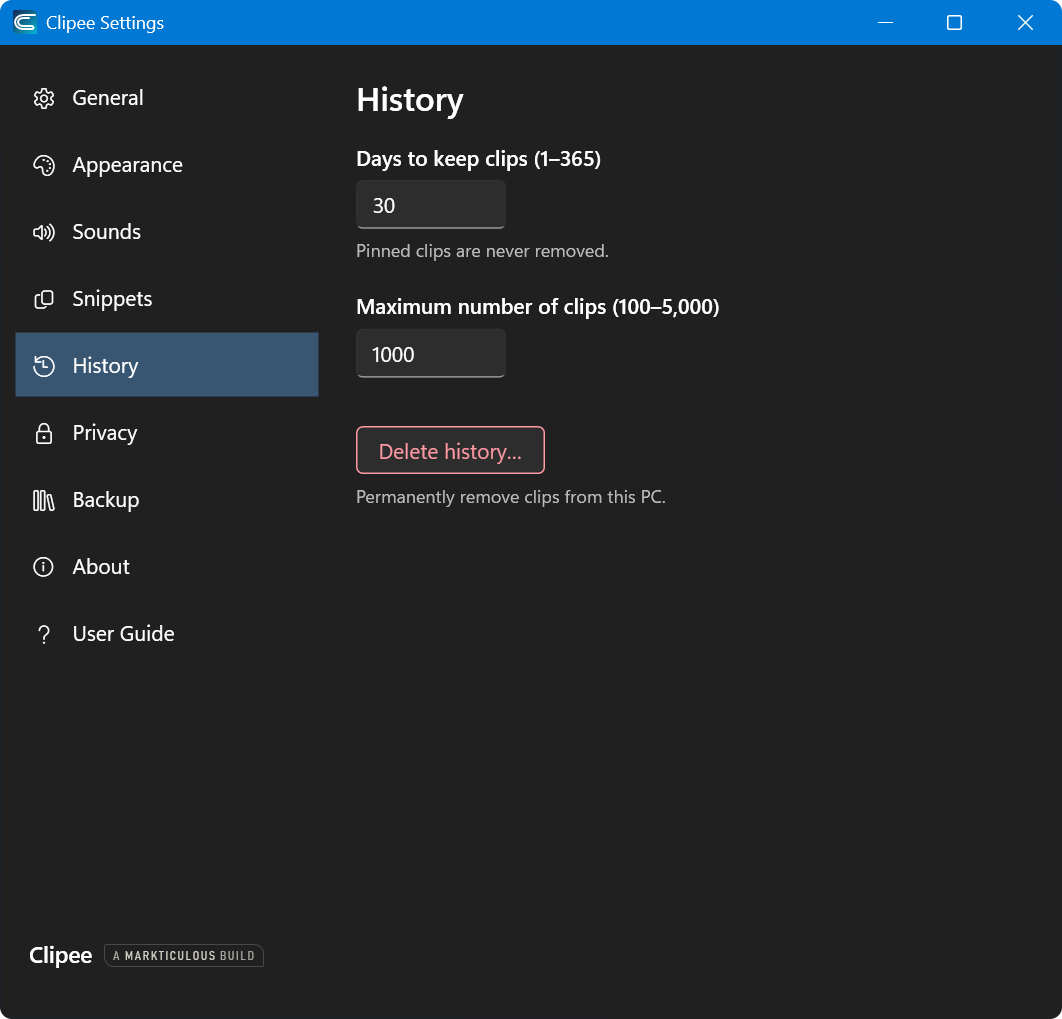 Clipee Settings
General
Appearance
Sounds
Snippets
History
Privacy
Backup
About
User Guide
History
Days to keep clips (1–365)
30
Pinned clips are never removed.
Maximum number of clips (100–5,000)
1000
Delete history...
Permanently remove clips from this PC.
Clipee
A MARKTICULOUS BUILD